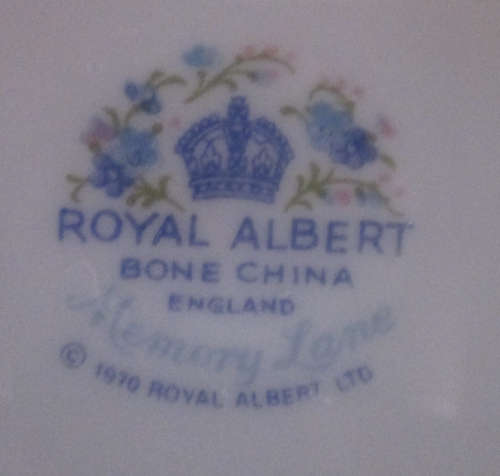 ROYAL ALBERT
BONE CHINA
ENGLAND
Memory Lane
© 1970 ROYAL ALBERT LTD